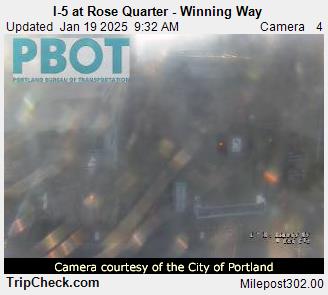 I-5 at Rose Quarter - Winning Way
Updated Jan 19 2025 9:32 AM Camera 4
PBOT
PORTLAND BUREAU OF TRANSPORTATION
Camera courtesy of the City of Portland
TripCheck.com Milepost302.00